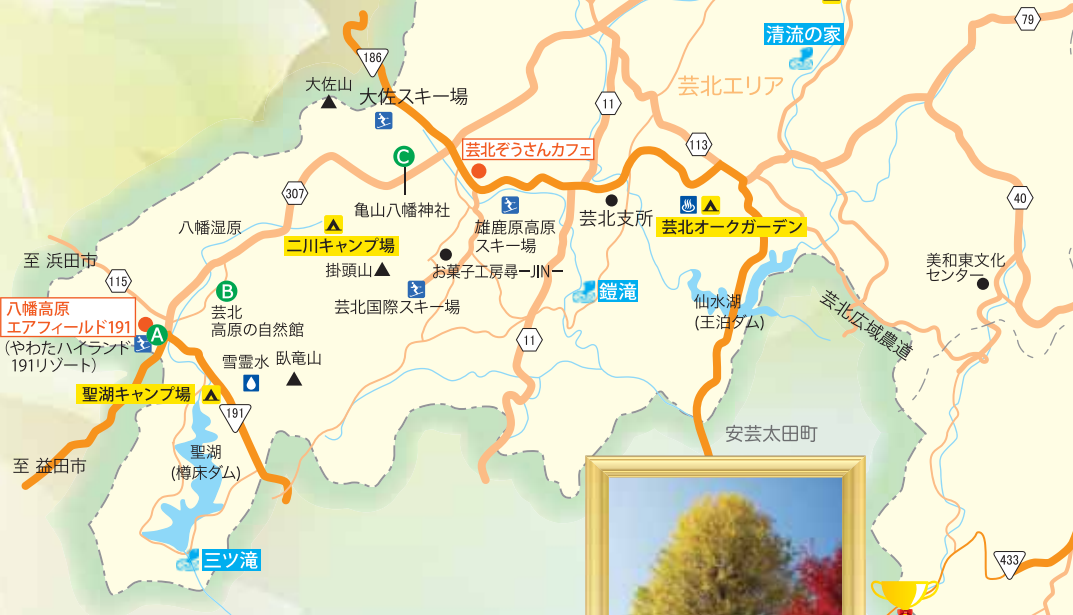 79
清流の家
186
大佐山
大佐スキー場
芸北エリア
11
芸北ぞうさんカフェ
113
C
307
亀山八幡神社
芸北支所
40
八幡湿原
二川キャンプ場
雄鹿原高原
スキー場
芸北オークガーデン
至 浜田市
掛頭山
お菓子工房尋ーJINー
美和東文化
センター
115
B
芸北
高原の自然館
芸北国際スキー場
鎧滝
仙水湖
(王泊ダム)
芸北広域農道
八幡高原
エアフィールド191
A
(やわたハイランド
191リゾート)
11
雪霊水
臥竜山
聖湖キャンプ場
191
安芸太田町
至 益田市
聖湖
(樽床ダム)
三ツ滝
433